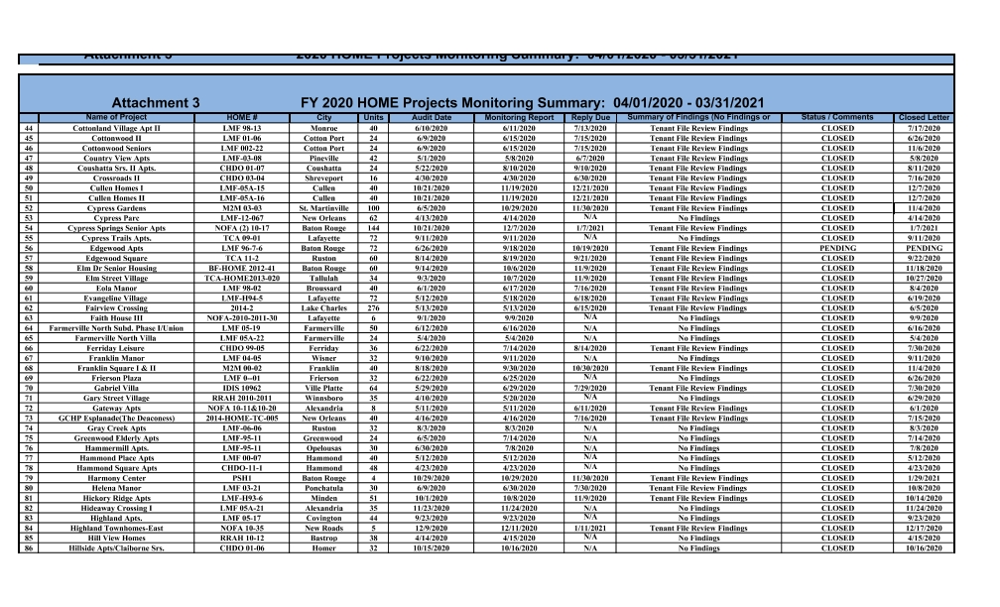 Attachment 3 2020 HOME Projects Monitoring Summary: 04/01/2020 - 03/31/2021
Attachment 3 FY 2020 HOME Projects Monitoring Summary: 04/01/2020 - 03/31/2021
Name of Project HOME # City Units Audit Date Monitoring Report Reply Due Summary of Findings (No Findings or Status / Comments Closed Letter
44 Cottonland Village Apt II LMF 98-13 Monroe 40 6/10/2020 6/11/2020 7/13/2020 Tenant File Review Findings CLOSED 7/17/2020
45 Cottonwood II LMF 01-06 Cotton Port 24 6/9/2020 6/15/2020 7/15/2020 Tenant File Review Findings CLOSED 6/26/2020
46 Cottonwood Seniors LMF 002-22 Cotton Port 24 6/9/2020 6/15/2020 7/15/2020 Tenant File Review Findings CLOSED 11/6/2020
47 Country View Apts LMF-03-08 Pineville 42 5/1/2020 5/8/2020 6/7/2020 Tenant File Review Findings CLOSED 5/8/2020
48 Coushatta Srs. II Apts. CHDO 01-07 Coushatta 24 5/22/2020 8/10/2020 9/10/2020 Tenant File Review Findings CLOSED 8/11/2020
49 Crossroads II CHDO 03-04 Shreveport 16 4/30/2020 4/30/2020 6/30/2020 Tenant File Review Findings CLOSED 7/16/2020
50 Cullen Homes I LMF-05A-15 Cullen 40 10/21/2020 11/19/2020 12/21/2020 Tenant File Review Findings CLOSED 12/7/2020
51 Cullen Homes II LMF-05A-16 Cullen 40 10/21/2020 11/19/2020 12/21/2020 Tenant File Review Findings CLOSED 12/7/2020
52 Cypress Gardens M2M 03-03 St. Martinville 100 6/5/2020 10/29/2020 11/30/2020 Tenant File Review Findings CLOSED 11/4/2020
53 Cypress Parc LMF-12-067 New Orleans 62 4/13/2020 4/14/2020 N/A No Findings CLOSED 4/14/2020
54 Cypress Springs Senior Apts NOFA (2) 10-17 Baton Rouge 144 10/21/2020 12/7/2020 1/7/2021 Tenant File Review Findings CLOSED 1/7/2021
55 Cypress Trails Apts. TCA 09-01 Lafayette 72 9/11/2020 9/11/2020 N/A No Findings CLOSED 9/11/2020
56 Edgewood Apts LMF 96-7-6 Baton Rouge 72 6/26/2020 9/18/2020 10/19/2020 Tenant File Review Findings PENDING PENDING
57 Edgewood Square TCA 11-2 Ruston 60 8/14/2020 8/19/2020 9/21/2020 Tenant File Review Findings CLOSED 9/22/2020
58 Elm Dr Senior Housing BF-HOME 2012-41 Baton Rouge 60 9/14/2020 10/6/2020 11/9/2020 Tenant File Review Findings CLOSED 11/18/2020
59 Elm Street Village TCA-HOME2013-020 Tallulah 34 9/3/2020 10/7/2020 11/9/2020 Tenant File Review Findings CLOSED 10/27/2020
60 Eola Manor LMF 98-02 Broussard 40 6/1/2020 6/17/2020 7/16/2020 Tenant File Review Findings CLOSED 8/4/2020
61 Evangeline Village LMF-H94-5 Lafayette 72 5/12/2020 5/18/2020 6/18/2020 Tenant File Review Findings CLOSED 6/19/2020
62 Fairview Crossing 2014-2 Lake Charles 276 5/13/2020 5/13/2020 6/15/2020 Tenant File Review Findings CLOSED 6/5/2020
63 Faith House III NOFA-2010-2011-30 Lafayette 6 9/1/2020 9/9/2020 N/A No Findings CLOSED 9/9/2020
64 Farmerville North Subd. Phase I/Union LMF 05-19 Farmerville 50 6/12/2020 6/16/2020 N/A No Findings CLOSED 6/16/2020
65 Farmerville North Villa LMF 05A-22 Farmerville 24 5/4/2020 5/4/2020 N/A No Findings CLOSED 5/4/2020
66 Ferriday Leisure CHDO 99-05 Ferriday 36 6/22/2020 7/14/2020 8/14/2020 Tenant File Review Findings CLOSED 7/30/2020
67 Franklin Manor LMF 04-05 Wisner 32 9/10/2020 9/11/2020 N/A No Findings CLOSED 9/11/2020
68 Franklin Square I & II M2M 00-02 Franklin 40 8/18/2020 9/30/2020 10/30/2020 Tenant File Review Findings CLOSED 11/4/2020
69 Frierson Plaza LMF 0--01 Frierson 32 6/22/2020 6/25/2020 N/A No Findings CLOSED 6/26/2020
70 Gabriel Villa IDIS 10962 Ville Platte 64 5/29/2020 6/29/2020 7/29/2020 Tenant File Review Findings CLOSED 7/30/2020
71 Gary Street Village RRAH 2010-2011 Winnsboro 35 4/10/2020 5/20/2020 N/A No Findings CLOSED 6/29/2020
72 Gateway Apts NOFA 10-11&10-20 Alexandria 8 5/11/2020 5/11/2020 6/11/2020 Tenant File Review Findings CLOSED 6/1/2020
73 GCHP Esplanade(The Deaconess) 2014-HOME-TC-005 New Orleans 40 4/16/2020 4/16/2020 7/16/2020 Tenant File Review Findings CLOSED 7/15/2020
74 Gray Creek Apts LMF-06-06 Ruston 32 8/3/2020 8/3/2020 N/A No Findings CLOSED 8/3/2020
75 Greenwood Elderly Apts LMF-95-11 Greenwood 24 6/5/2020 7/14/2020 N/A No Findings CLOSED 7/14/2020
76 Hammermill Apts. LMF-95-11 Opelousas 30 6/30/2020 7/8/2020 N/A No Findings CLOSED 7/8/2020
77 Hammond Place Apts LMF 00-07 Hammond 40 5/12/2020 5/12/2020 N/A No Findings CLOSED 5/12/2020
78 Hammond Square Apts CHDO-11-1 Hammond 48 4/23/2020 4/23/2020 N/A No Findings CLOSED 4/23/2020
79 Harmony Center PSH1 Baton Rouge 4 10/29/2020 10/29/2020 11/30/2020 Tenant File Review Findings CLOSED 1/29/2021
80 Helena Manor LMF 03-21 Ponchatula 30 6/9/2020 6/30/2020 7/30/2020 Tenant File Review Findings CLOSED 10/8/2020
81 Hickory Ridge Apts LMF-H93-6 Minden 51 10/1/2020 10/8/2020 11/9/2020 Tenant File Review Findings CLOSED 10/14/2020
82 Hideaway Crossing I LMF 05A-21 Alexandria 35 11/23/2020 11/24/2020 N/A No Findings CLOSED 11/24/2020
83 Highland Apts. LMF 05-17 Covington 44 9/23/2020 9/23/2020 N/A No Findings CLOSED 9/23/2020
84 Highland Townhomes-East NOFA 10-35 New Roads 5 12/9/2020 12/11/2020 1/11/2021 Tenant File Review Findings CLOSED 12/17/2020
85 Hill View Homes RRAH 10-12 Bastrop 38 4/14/2020 4/15/2020 N/A No Findings CLOSED 4/15/2020
86 Hillside Apts/Claiborne Srs. CHDO 01-06 Homer 32 10/15/2020 10/16/2020 N/A No Findings CLOSED 10/16/2020